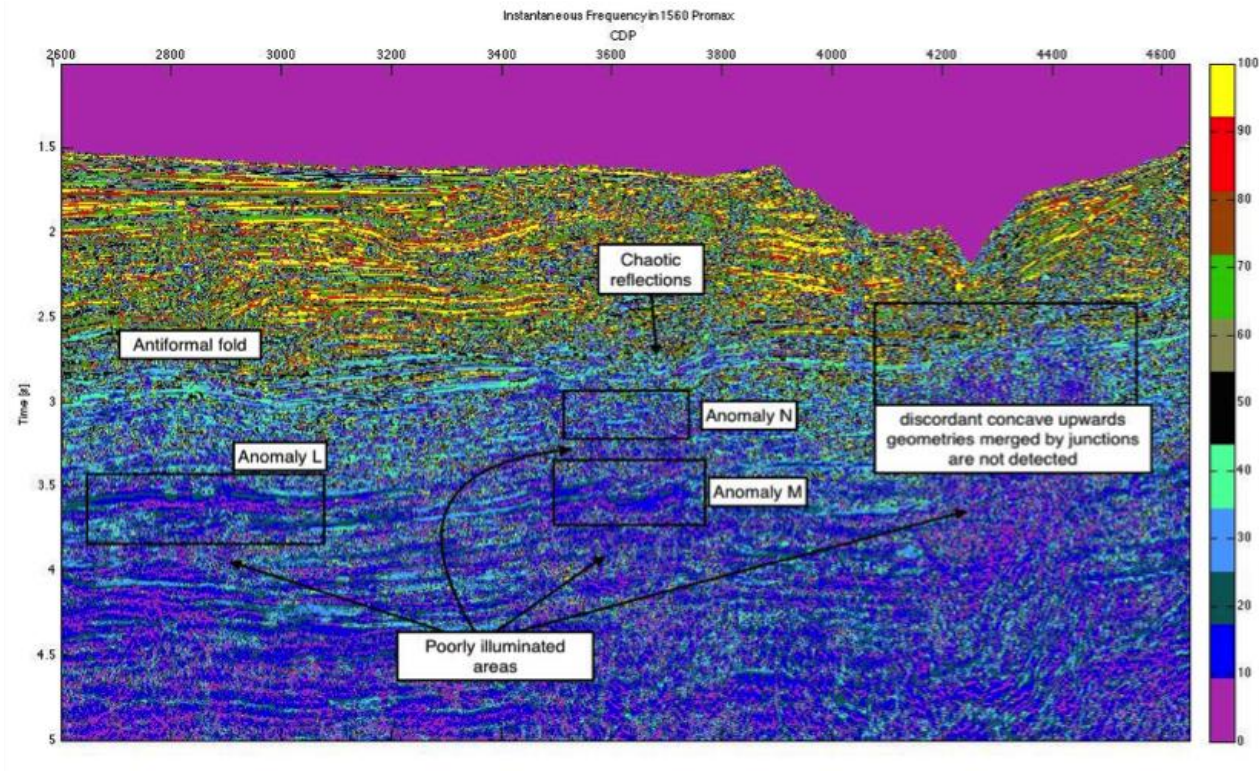 Instantaneous Frequency in 1560 Promax
CDP
2600 2800 3000 3200 3400 3600 3800 4000 4200 4400 4600
1
1.5
2
2.5
3
3.5
4
4.5
5
Time [s]
Chaotic
reflections
Antiformal fold
Anomaly N
discordant concave upwards
geometries merged by junctions
are not detected
Anomaly L
Anomaly M
Poorly illuminated
areas
100
90
80
70
60
50
40
30
20
10
0